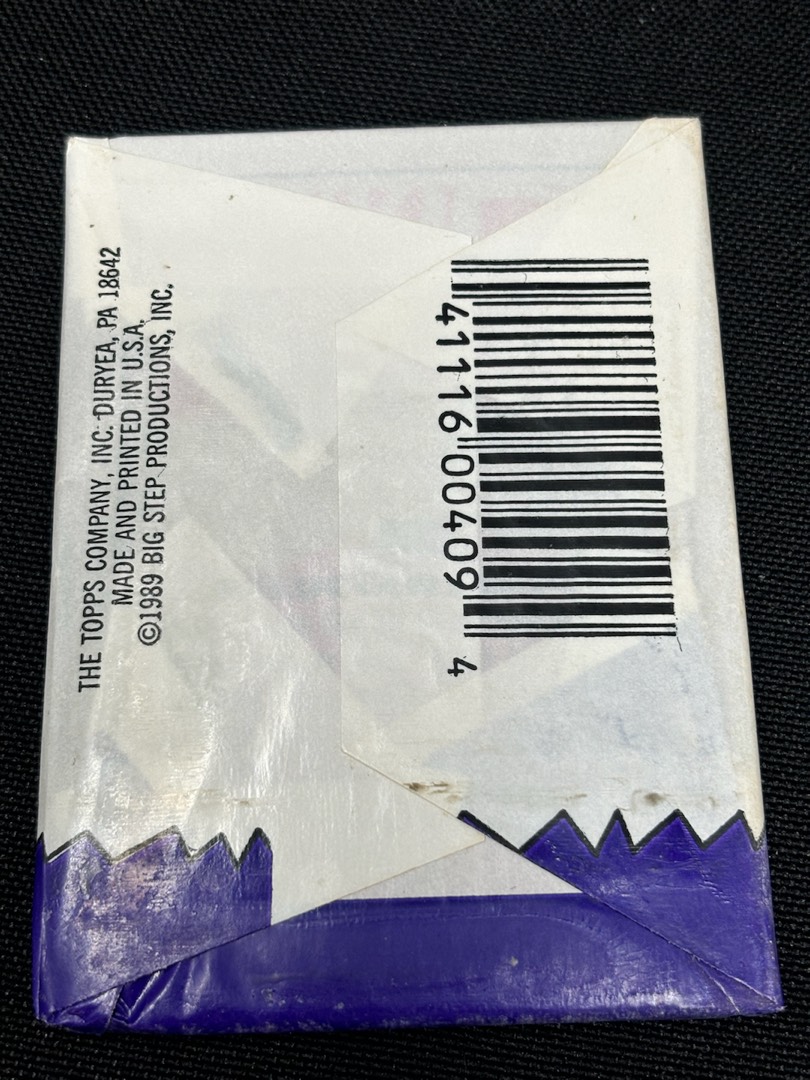 THE TOPPS COMPANY, INC. DURYEA, PA 18642
MADE AND PRINTED IN U.S.A.
©1989 BIG STEP PRODUCTIONS, INC.
41116 00409 4